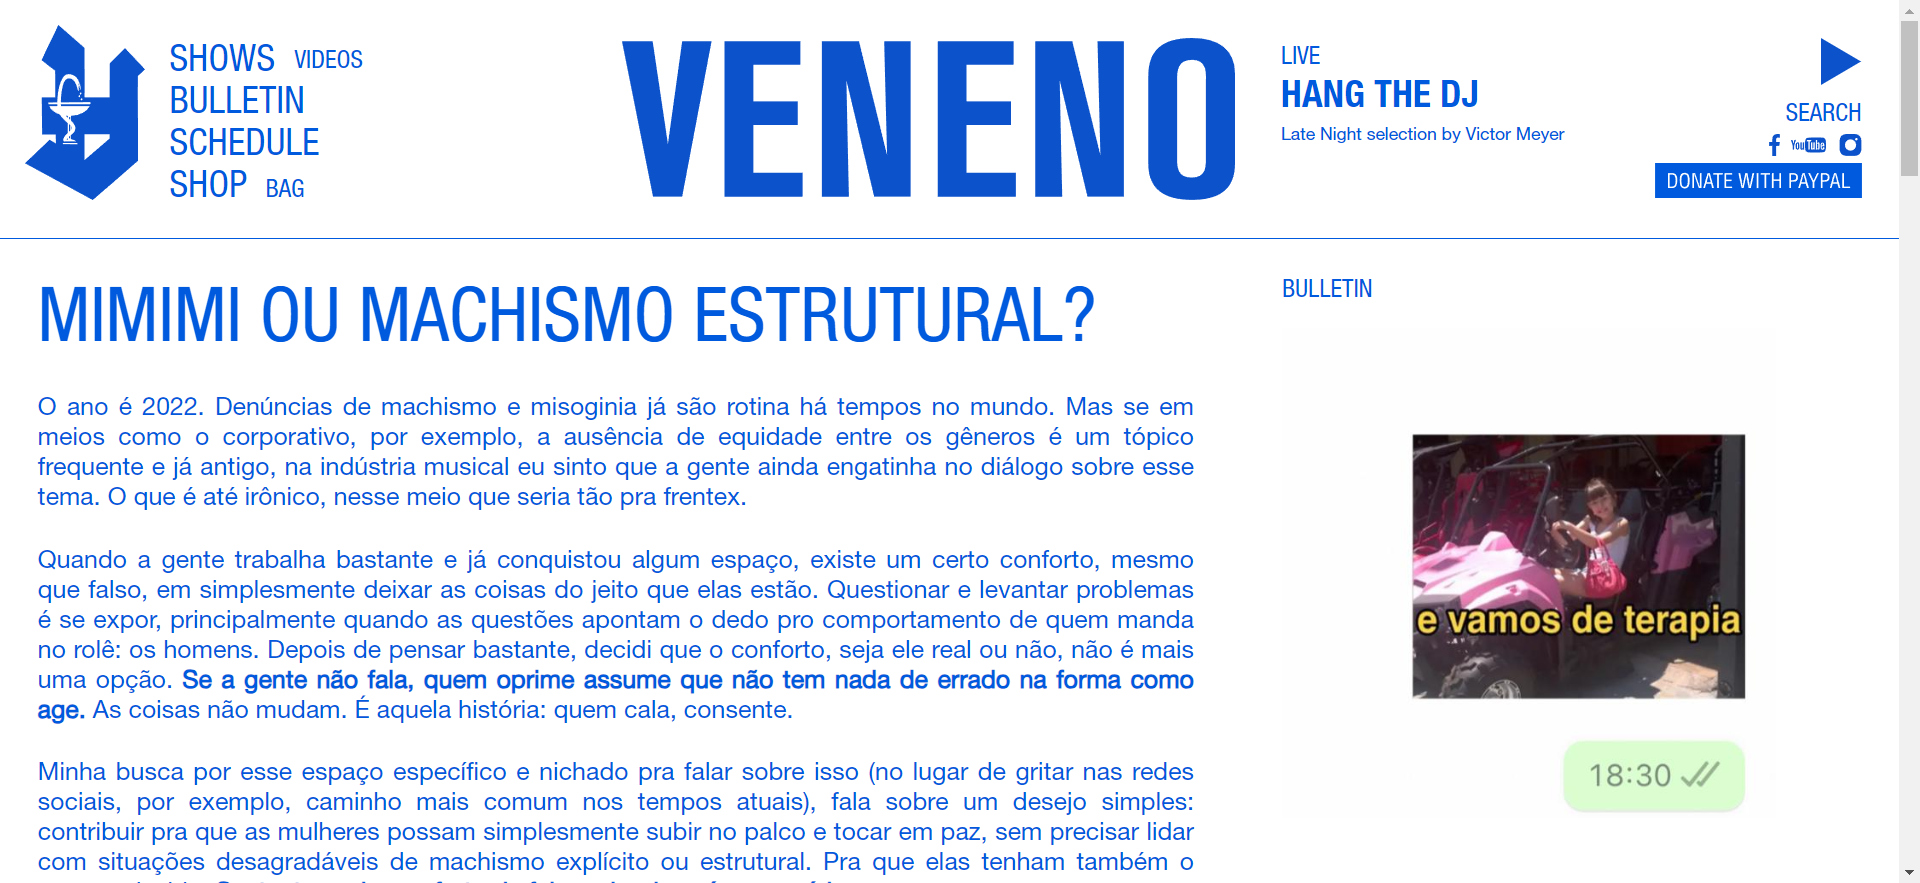 SHOWS VIDEOS
BULLETIN
SCHEDULE
SHOP BAG
VENENO
LIVE
HANG THE DJ
Late Night selection by Victor Meyer
SEARCH
You Tube
DONATE WITH PAYPAL
MIMIMI OU MACHISMO ESTRUTURAL?
O ano é 2022. Denúncias de machismo e misoginia já são rotina há tempos no mundo. Mas se em
meios como o corporativo, por exemplo, a ausência de equidade entre os gêneros é um tópico
frequente e já antigo, na indústria musical eu sinto que a gente ainda engatinha no diálogo sobre esse
tema. O que é até irônico, nesse meio que seria tão pra frentex.
Quando a gente trabalha bastante e já conquistou algum espaço, existe um certo conforto, mesmo
que falso, em simplesmente deixar as coisas do jeito que elas estão. Questionar e levantar problemas
é se expor, principalmente quando as questões apontam o dedo pro comportamento de quem manda
no rolê: os homens. Depois de pensar bastante, decidi que o conforto, seja ele real ou não, não é mais
uma opção. Se a gente não fala, quem oprime assume que não tem nada de errado na forma como
age. As coisas não mudam. É aquela história: quem cala, consente.
Minha busca por esse espaço específico e nichado pra falar sobre isso (no lugar de gritar nas redes
sociais, por exemplo, caminho mais comum nos tempos atuais), fala sobre um desejo simples:
contribuir pra que as mulheres possam simplesmente subir no palco e tocar em paz, sem precisar lidar
com situações desagradáveis de machismo explícito ou estrutural. Pra que elas tenham também o
BULLETIN
e vamos de terapia
18:30